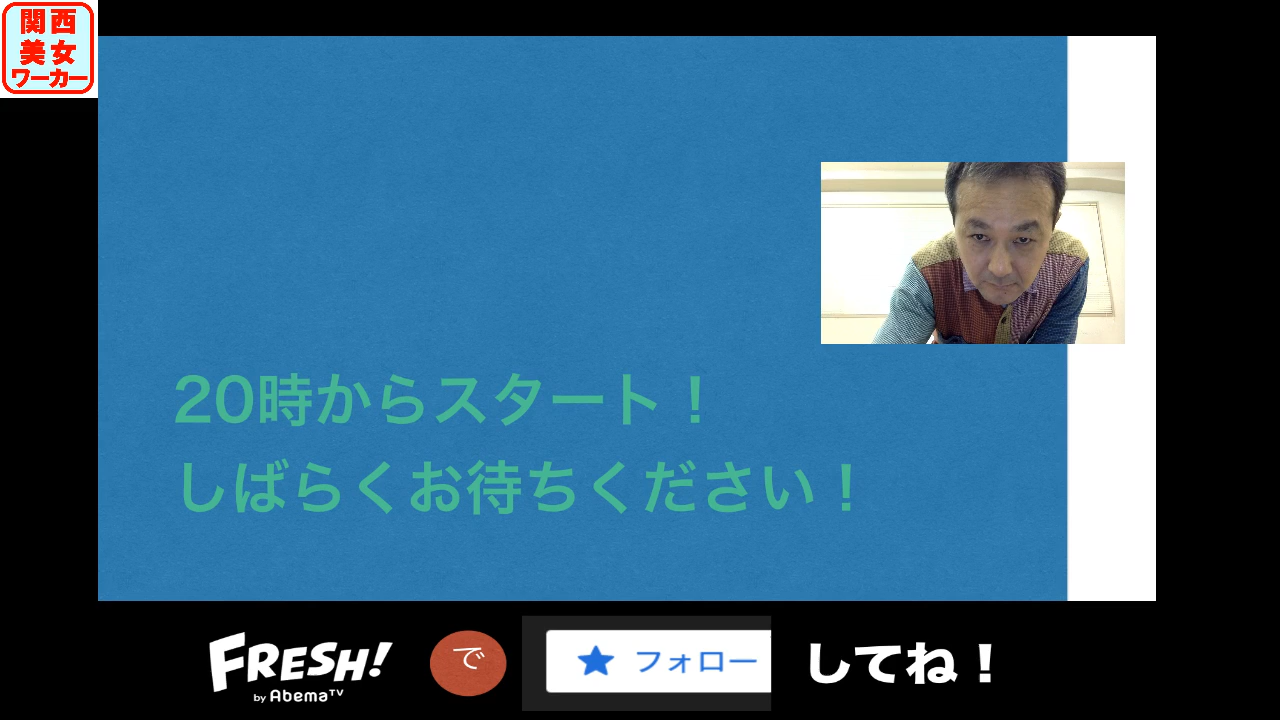 関西
美女
ワーカー
20時からスタート！
しばらくお待ちください！
FRESH!
by AbemaTV
で
フォロー
してね！